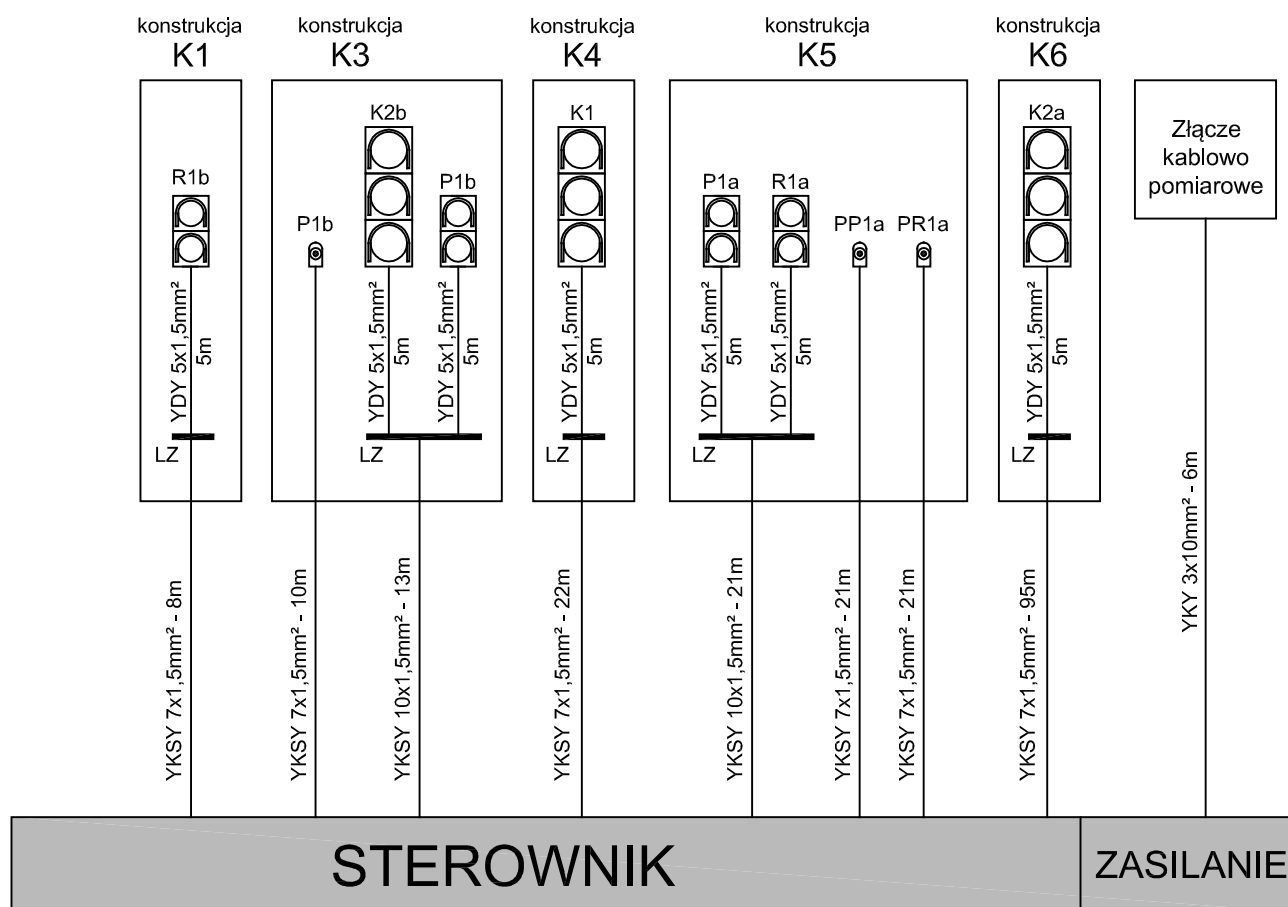 konstrukcja
K1
konstrukcja
K3
konstrukcja
K4
konstrukcja
K5
konstrukcja
K6
R1b
YDY 5x1,5mm²
5m
LZ
YKSY 7x1,5mm² - 8m
P1b
YKSY 7x1,5mm² - 10m
K2b
YDY 5x1,5mm²
5m
P1b
YDY 5x1,5mm²
5m
LZ
YKSY 10x1,5mm² - 13m
K1
YDY 5x1,5mm²
5m
LZ
YKSY 7x1,5mm² - 22m
P1a
YDY 5x1,5mm²
5m
R1a
YDY 5x1,5mm²
5m
LZ
YKSY 10x1,5mm² - 21m
PP1a
YKSY 7x1,5mm² - 21m
PR1a
YKSY 7x1,5mm² - 21m
K2a
YDY 5x1,5mm²
5m
LZ
YKSY 7x1,5mm² - 95m
Złącze
kablowo
pomiarowe
YKY 3x10mm² - 6m
STEROWNIK
ZASILANIE